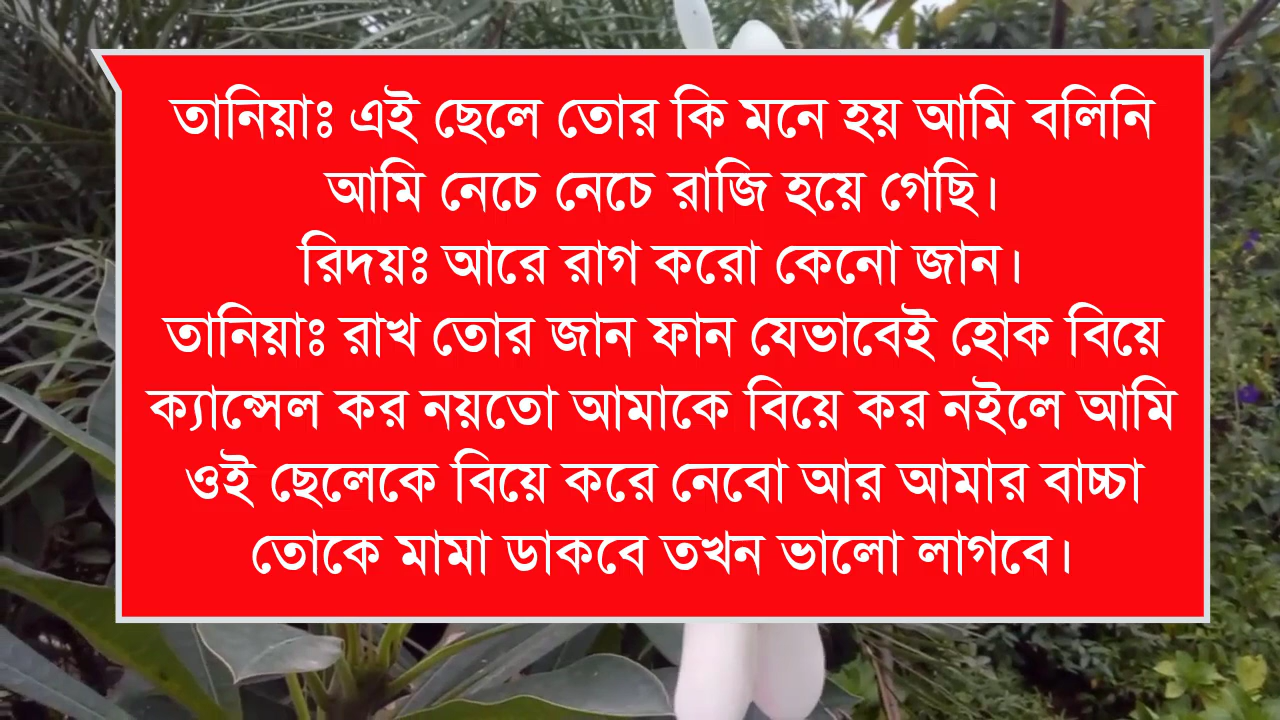 তানিয়াঃ এই ছেলে তোর কি মনে হয় আমি বলিনি
আমি নেচে নেচে রাজি হয়ে গেছি।
রিদয়ঃ আরে রাগ করো কেনো জান।
তানিয়াঃ রাখ তোর জান ফান যেভাবেই হোক বিয়ে
ক্যান্সেল কর নয়তো আমাকে বিয়ে কর নইলে আমি
ওই ছেলেকে বিয়ে করে নেবো আর আমার বাচ্চা
তোকে মামা ডাকবে তখন ভালো লাগবে।